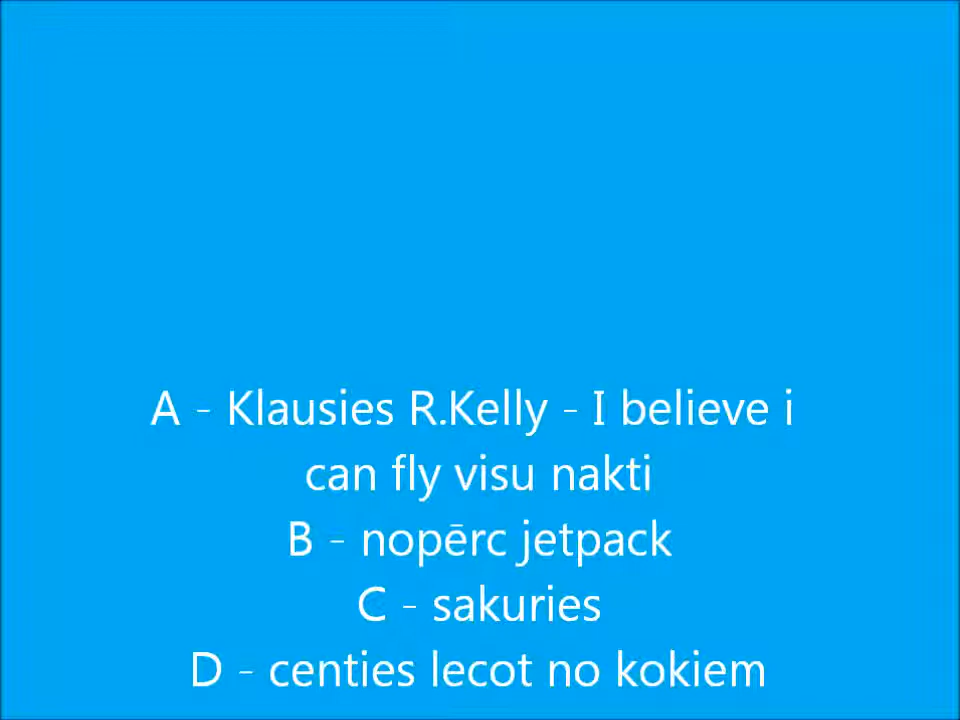 A - Klausies R.Kelly - I believe i
can fly visu nakti
B - nopērc jetpack
C - sakuries
D - centies lecot no kokiem